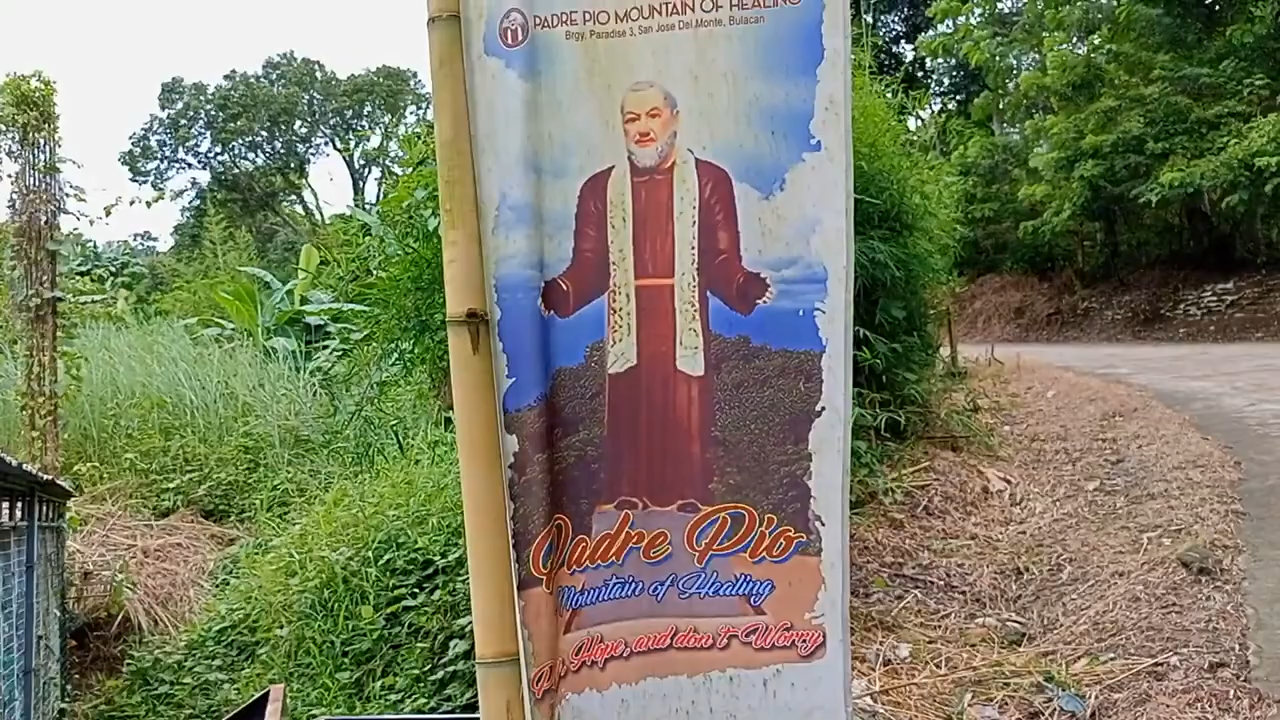 PADRE PIO MOUNTAIN OF HEALING
Brgy. Paradise 3, San Jose Del Monte, Bulacan
Padre Pio
Mountain of Healing
Hope, and don't Worry